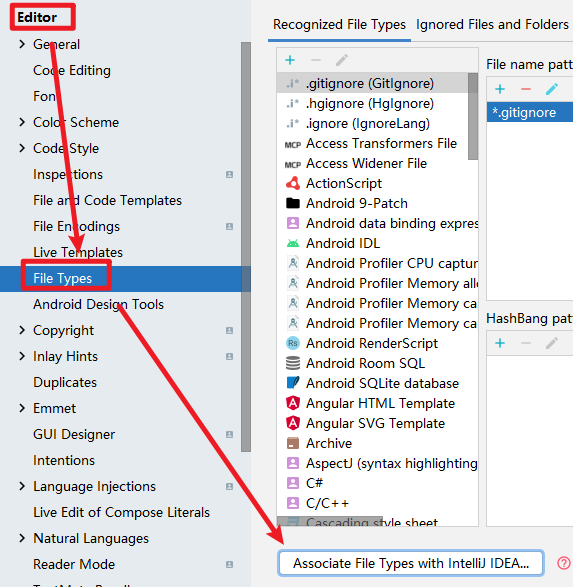 Editor
General
Code Editing
Font
Color Scheme
Code Style
Inspections
File and Code Templates
File Encodings
Live Templates
File Types
Android Design Tools
Copyright
Inlay Hints
Duplicates
Emmet
GUI Designer
Intentions
Language Injections
Live Edit of Compose Literals
Natural Languages
Reader Mode
Recognized File Types
Ignored Files and Folders
.i* .gitignore (GitIgnore)
.i* .hgignore (HgIgnore)
.i* .ignore (IgnoreLang)
MCP Access Transformers File
MCP Access Widener File
ActionScript
Android 9-Patch
Android data binding expres
Android IDL
Android Profiler CPU captur
Android Profiler Memory allo
Android Profiler Memory ca
Android Profiler Memory ca
Rs Android RenderScript
Android Room SQL
Android SQLite database
Angular HTML Template
Angular SVG Template
Archive
AspectJ (syntax highlighting
C#
C/C++
Cascading style sheet
File name patt
*.gitignore
HashBang patt
Associate File Types with IntelliJ IDEA...
?